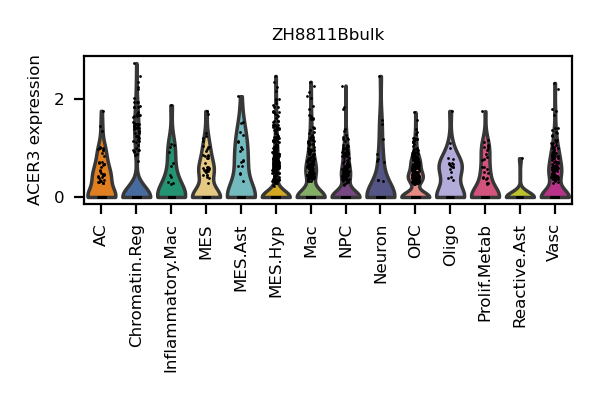 ZH8811Bbulk
ACER3 expression
2
0
AC
Chromatin.Reg
Inflammatory.Mac
MES
MES.Ast
MES.Hyp
Mac
NPC
Neuron
OPC
Oligo
Prolif.Metab
Reactive.Ast
Vasc